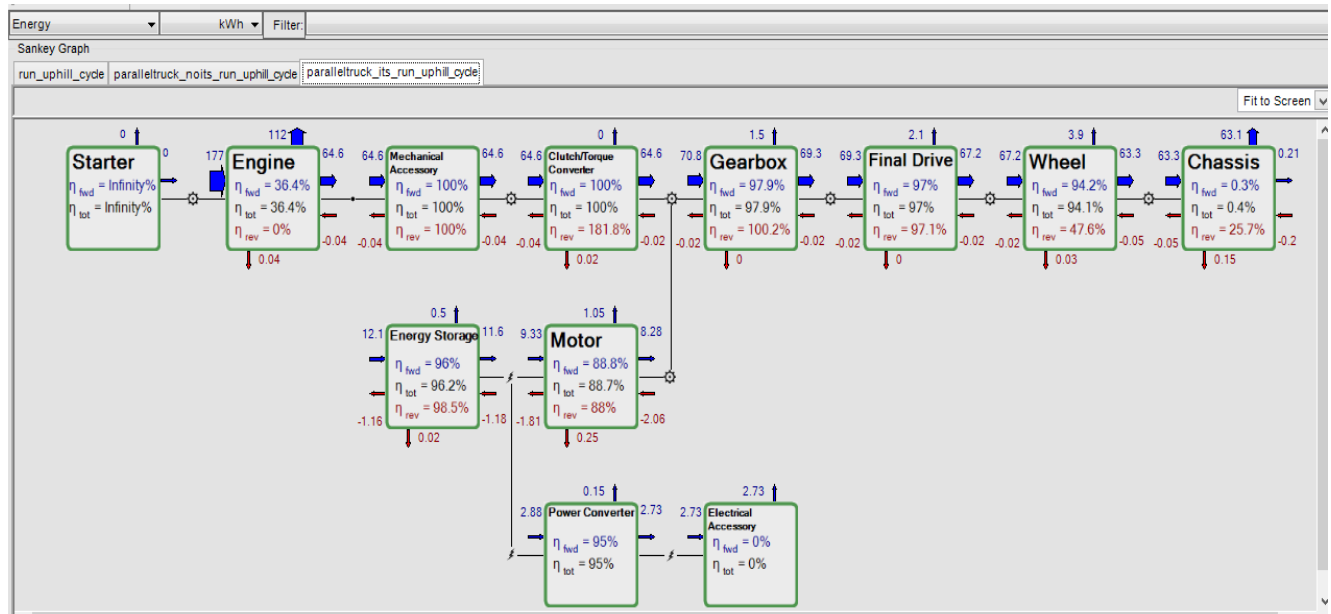 Energy kWh Filter:
Sankey Graph
run_uphill_cycle paralleltruck_noits_run_uphill_cycle paralleltruck_its_run_uphill_cycle
Fit to Screen
0 112 0 1.5 2.1 3.9 63.1
0 177 64.6 64.6 64.6 64.6 64.6 70.8 69.3 69.3 67.2 67.2 63.3 63.3 0.21
Starter
η fwd = Infinity%
η tot = Infinity%
Engine
η fwd = 36.4%
η tot = 36.4%
η rev = 0%
Mechanical
Accessory
η fwd = 100%
η tot = 100%
η rev = 100%
Clutch/Torque
Converter
η fwd = 100%
η tot = 100%
η rev = 181.8%
Gearbox
η fwd = 97.9%
η tot = 97.9%
η rev = 100.2%
Final Drive
η fwd = 97%
η tot = 97%
η rev = 97.1%
Wheel
η fwd = 94.2%
η tot = 94.1%
η rev = 47.6%
Chassis
η fwd = 0.3%
η tot = 0.4%
η rev = 25.7%
-0.04 -0.04 -0.04 -0.04 -0.02 -0.02 -0.02 -0.02 -0.02 -0.02 -0.05 -0.05 -0.2
0.04 0.02 0 0 0.03 0.15
0.5 1.05
12.1 11.6 9.33 8.28
Energy Storage
η fwd = 96%
η tot = 96.2%
η rev = 98.5%
Motor
η fwd = 88.8%
η tot = 88.7%
η rev = 88%
-1.16 -1.18 -1.81 -2.06
0.02 0.25
0.15 2.73
2.88 2.73 2.73
Power Converter
η fwd = 95%
η tot = 95%
Electrical
Accessory
η fwd = 0%
η tot = 0%